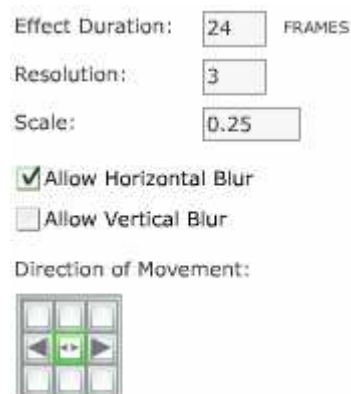 Effect Duration: 24 FRAMES
Resolution: 3
Scale: 0.25
Allow Horizontal Blur
Allow Vertical Blur
Direction of Movement: